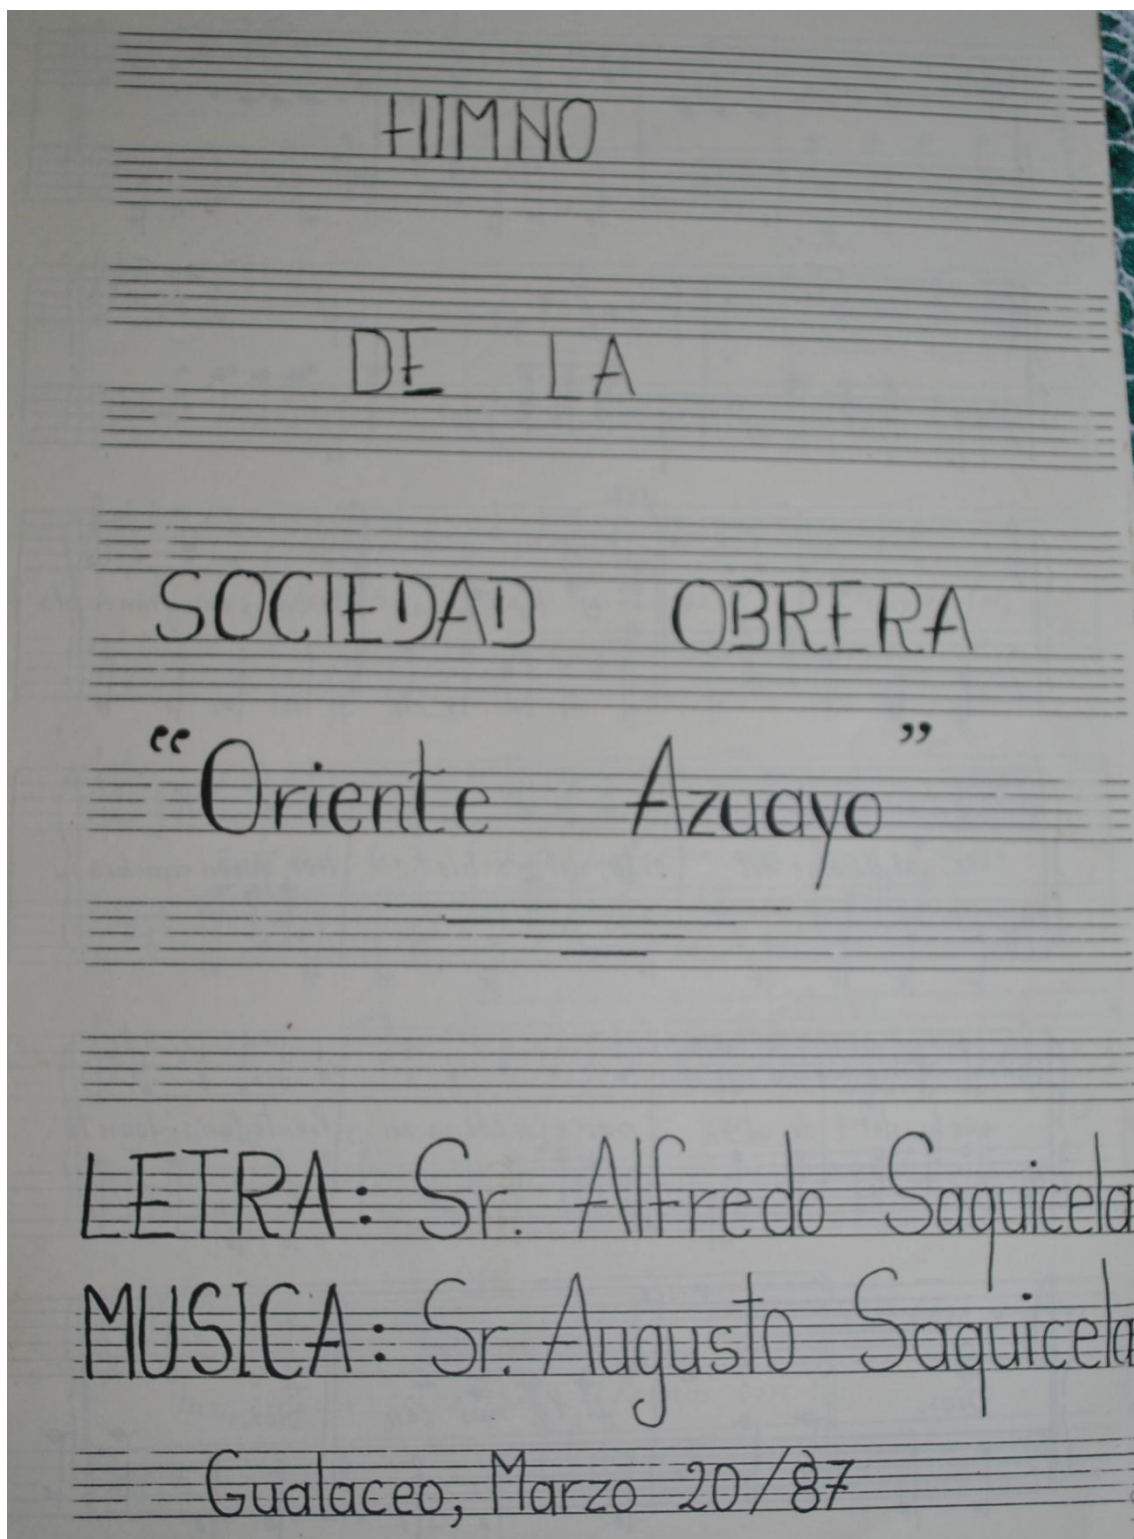 HIMNO
DE LA
SOCIEDAD OBRERA
“Oriente Azuayo”
LETRA: Sr. Alfredo Saquicela
MUSICA: Sr. Augusto Saquicela
Gualaceo, Marzo 20/87